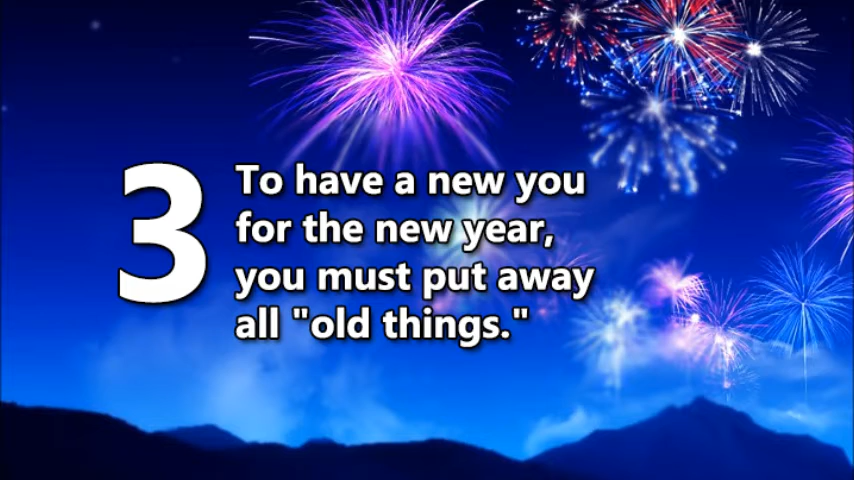 3
To have a new you
for the new year,
you must put away
all "old things."